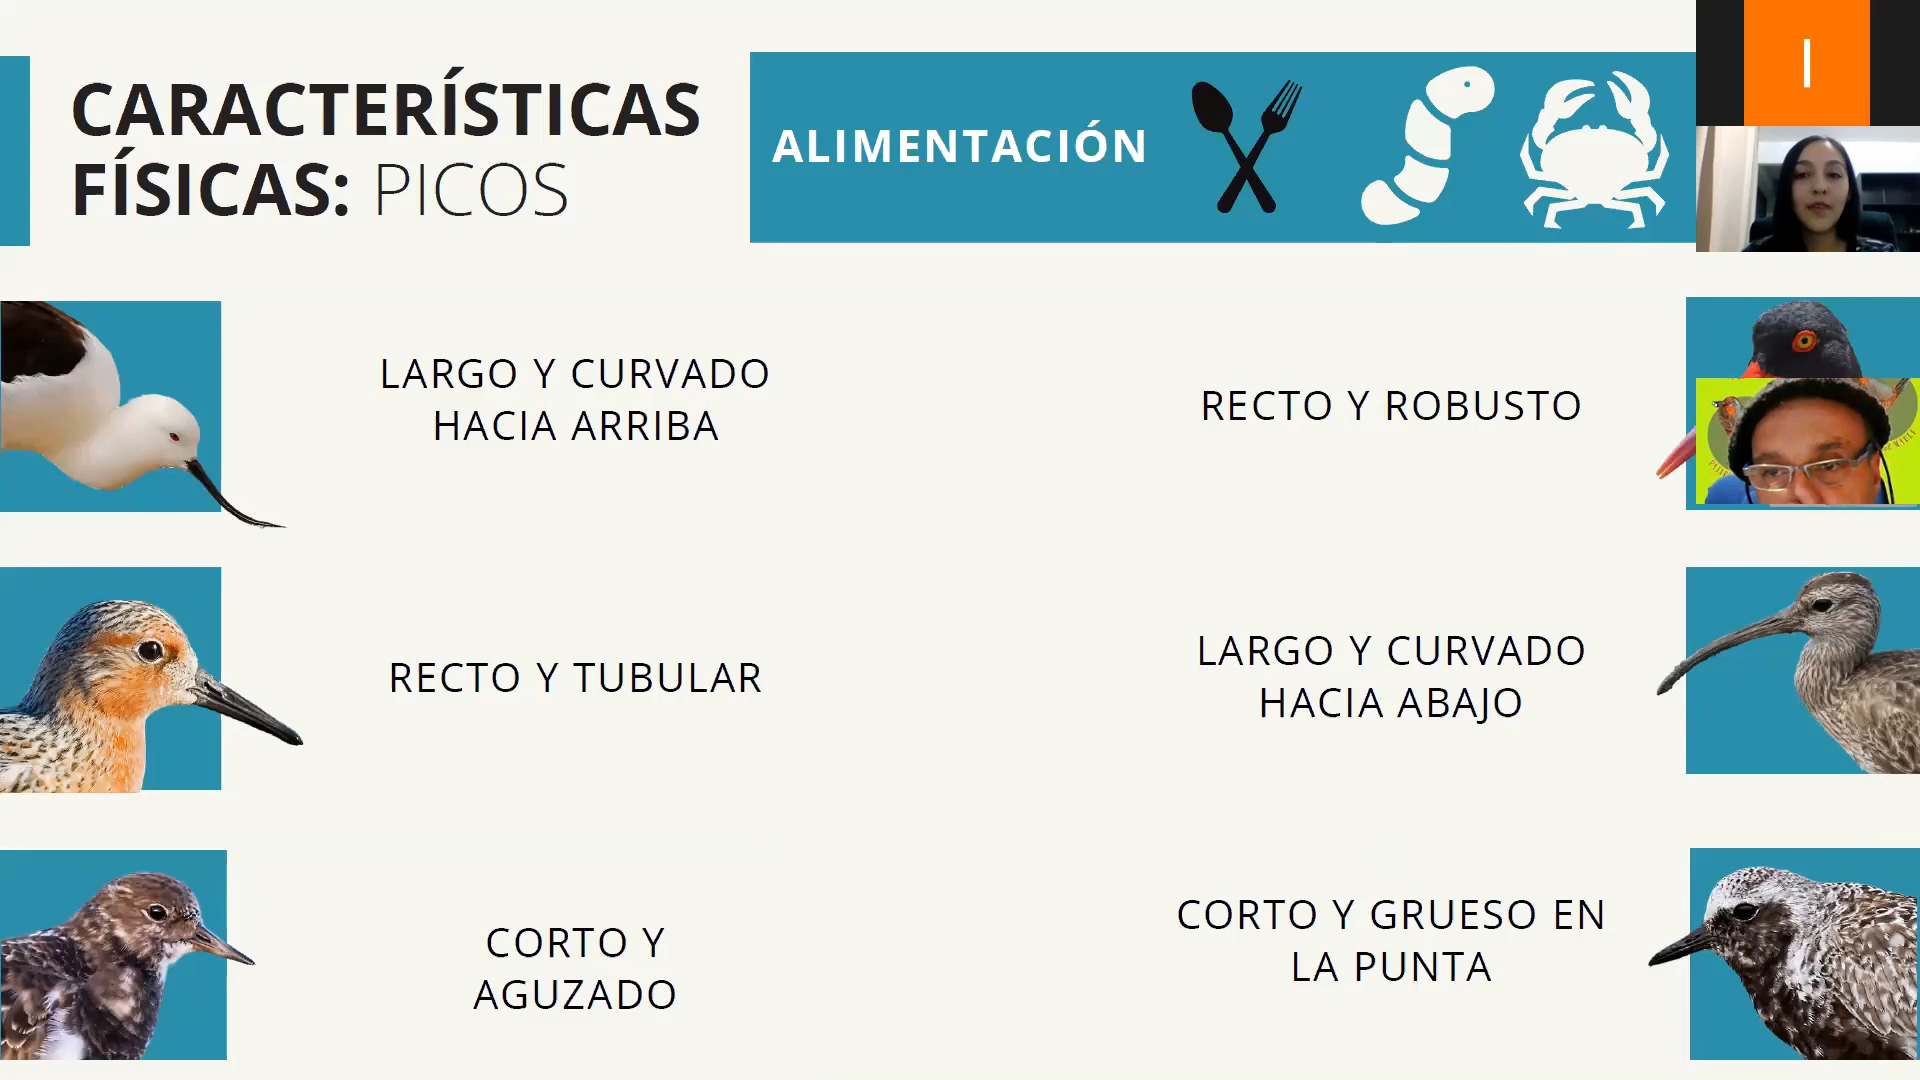 CARACTERÍSTICAS
FÍSICAS: PICOS
ALIMENTACIÓN
I
LARGO Y CURVADO
HACIA ARRIBA
RECTO Y ROBUSTO
RECTO Y TUBULAR
LARGO Y CURVADO
HACIA ABAJO
CORTO Y
AGUZADO
CORTO Y GRUESO EN
LA PUNTA